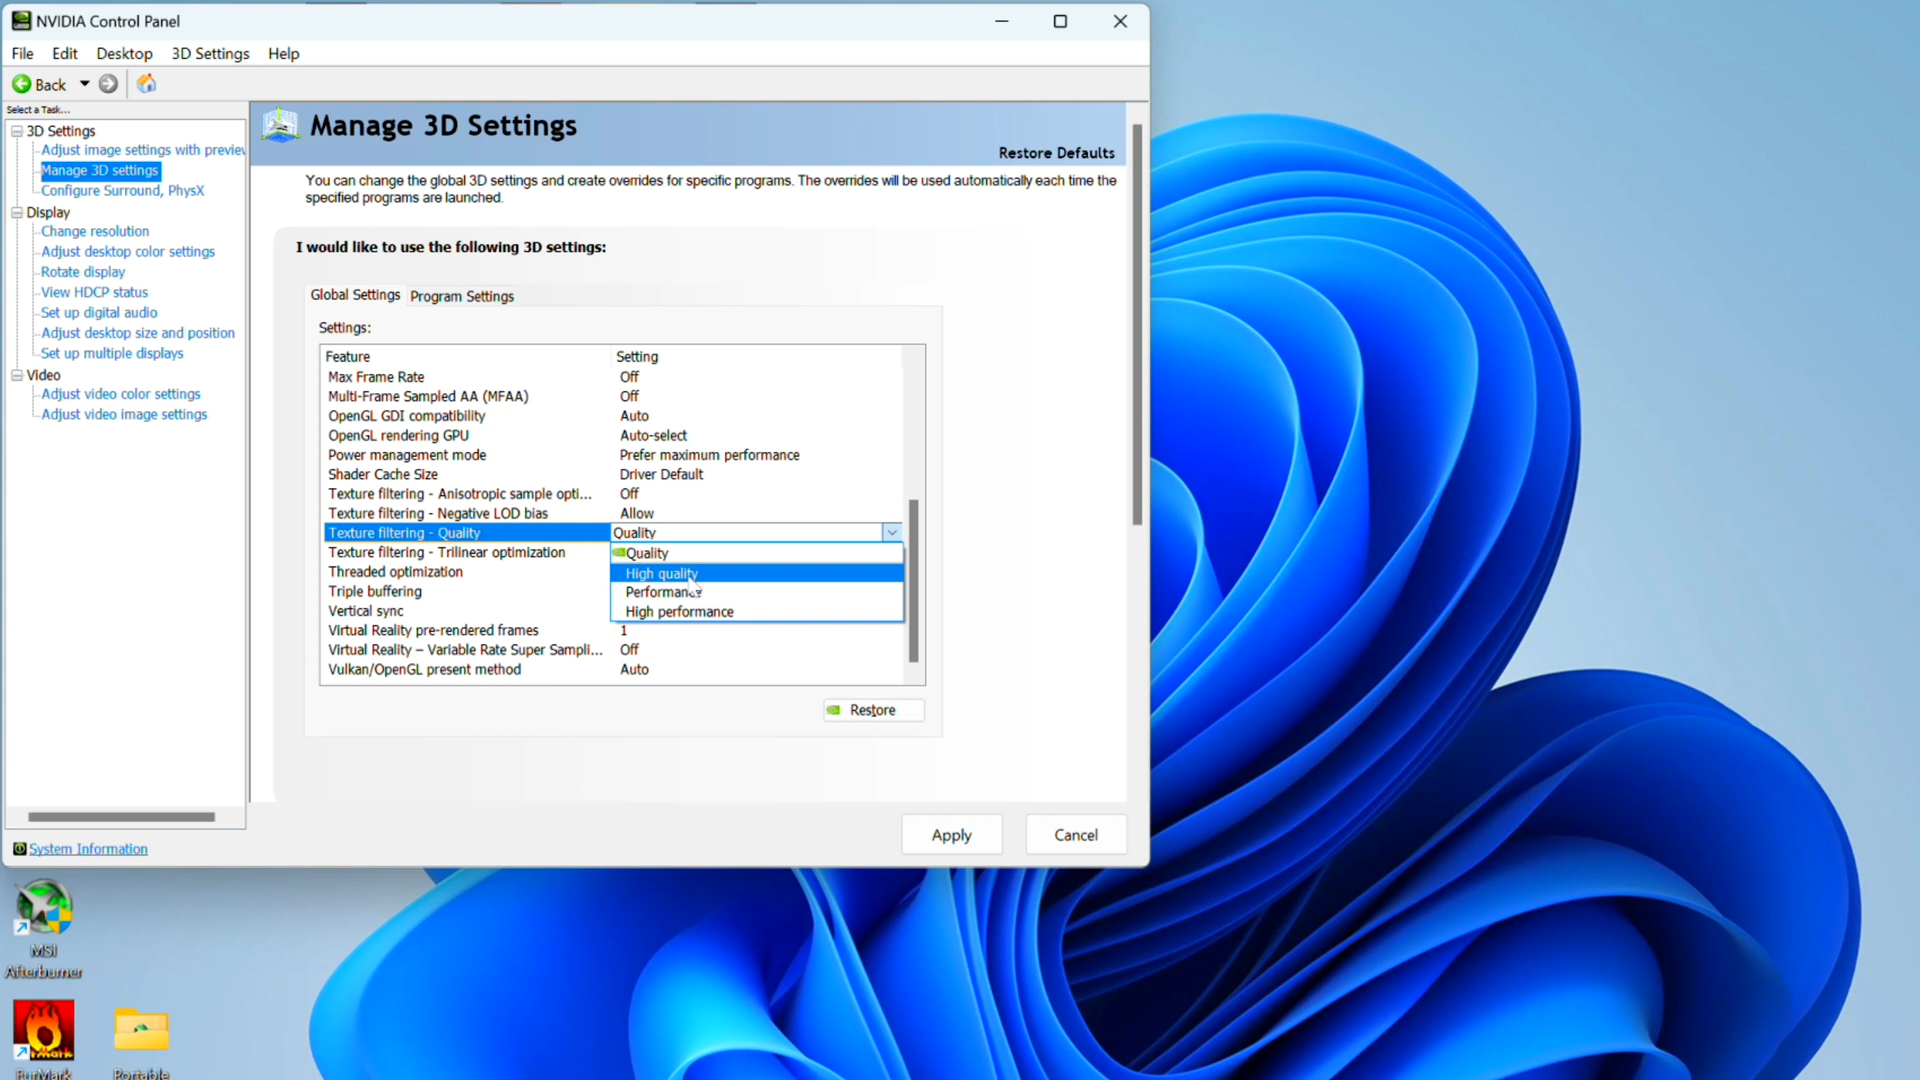 NVIDIA Control Panel
File Edit Desktop 3D Settings Help
Back
Select a Task...
3D Settings
Adjust image settings with preview
Manage 3D settings
Configure Surround, PhysX
Display
Change resolution
Adjust desktop color settings
Rotate display
View HDCP status
Set up digital audio
Adjust desktop size and position
Set up multiple displays
Video
Adjust video color settings
Adjust video image settings
System Information
Manage 3D Settings
Restore Defaults
You can change the global 3D settings and create overrides for specific programs. The overrides will be used automatically each time the
specified programs are launched.
I would like to use the following 3D settings:
Global Settings Program Settings
Settings:
Feature Setting
Max Frame Rate Off
Multi-Frame Sampled AA (MFAA) Off
OpenGL GDI compatibility Auto
OpenGL rendering GPU Auto-select
Power management mode Prefer maximum performance
Shader Cache Size Driver Default
Texture filtering - Anisotropic sample opti... Off
Texture filtering - Negative LOD bias Allow
Texture filtering - Quality Quality
Texture filtering - Trilinear optimization Quality
Threaded optimization High quality
Triple buffering Performance
Vertical sync High performance
Virtual Reality pre-rendered frames 1
Virtual Reality – Variable Rate Super Sampli... Off
Vulkan/OpenGL present method Auto
Restore
Apply Cancel
MSI
Afterburner
FurMark Portable